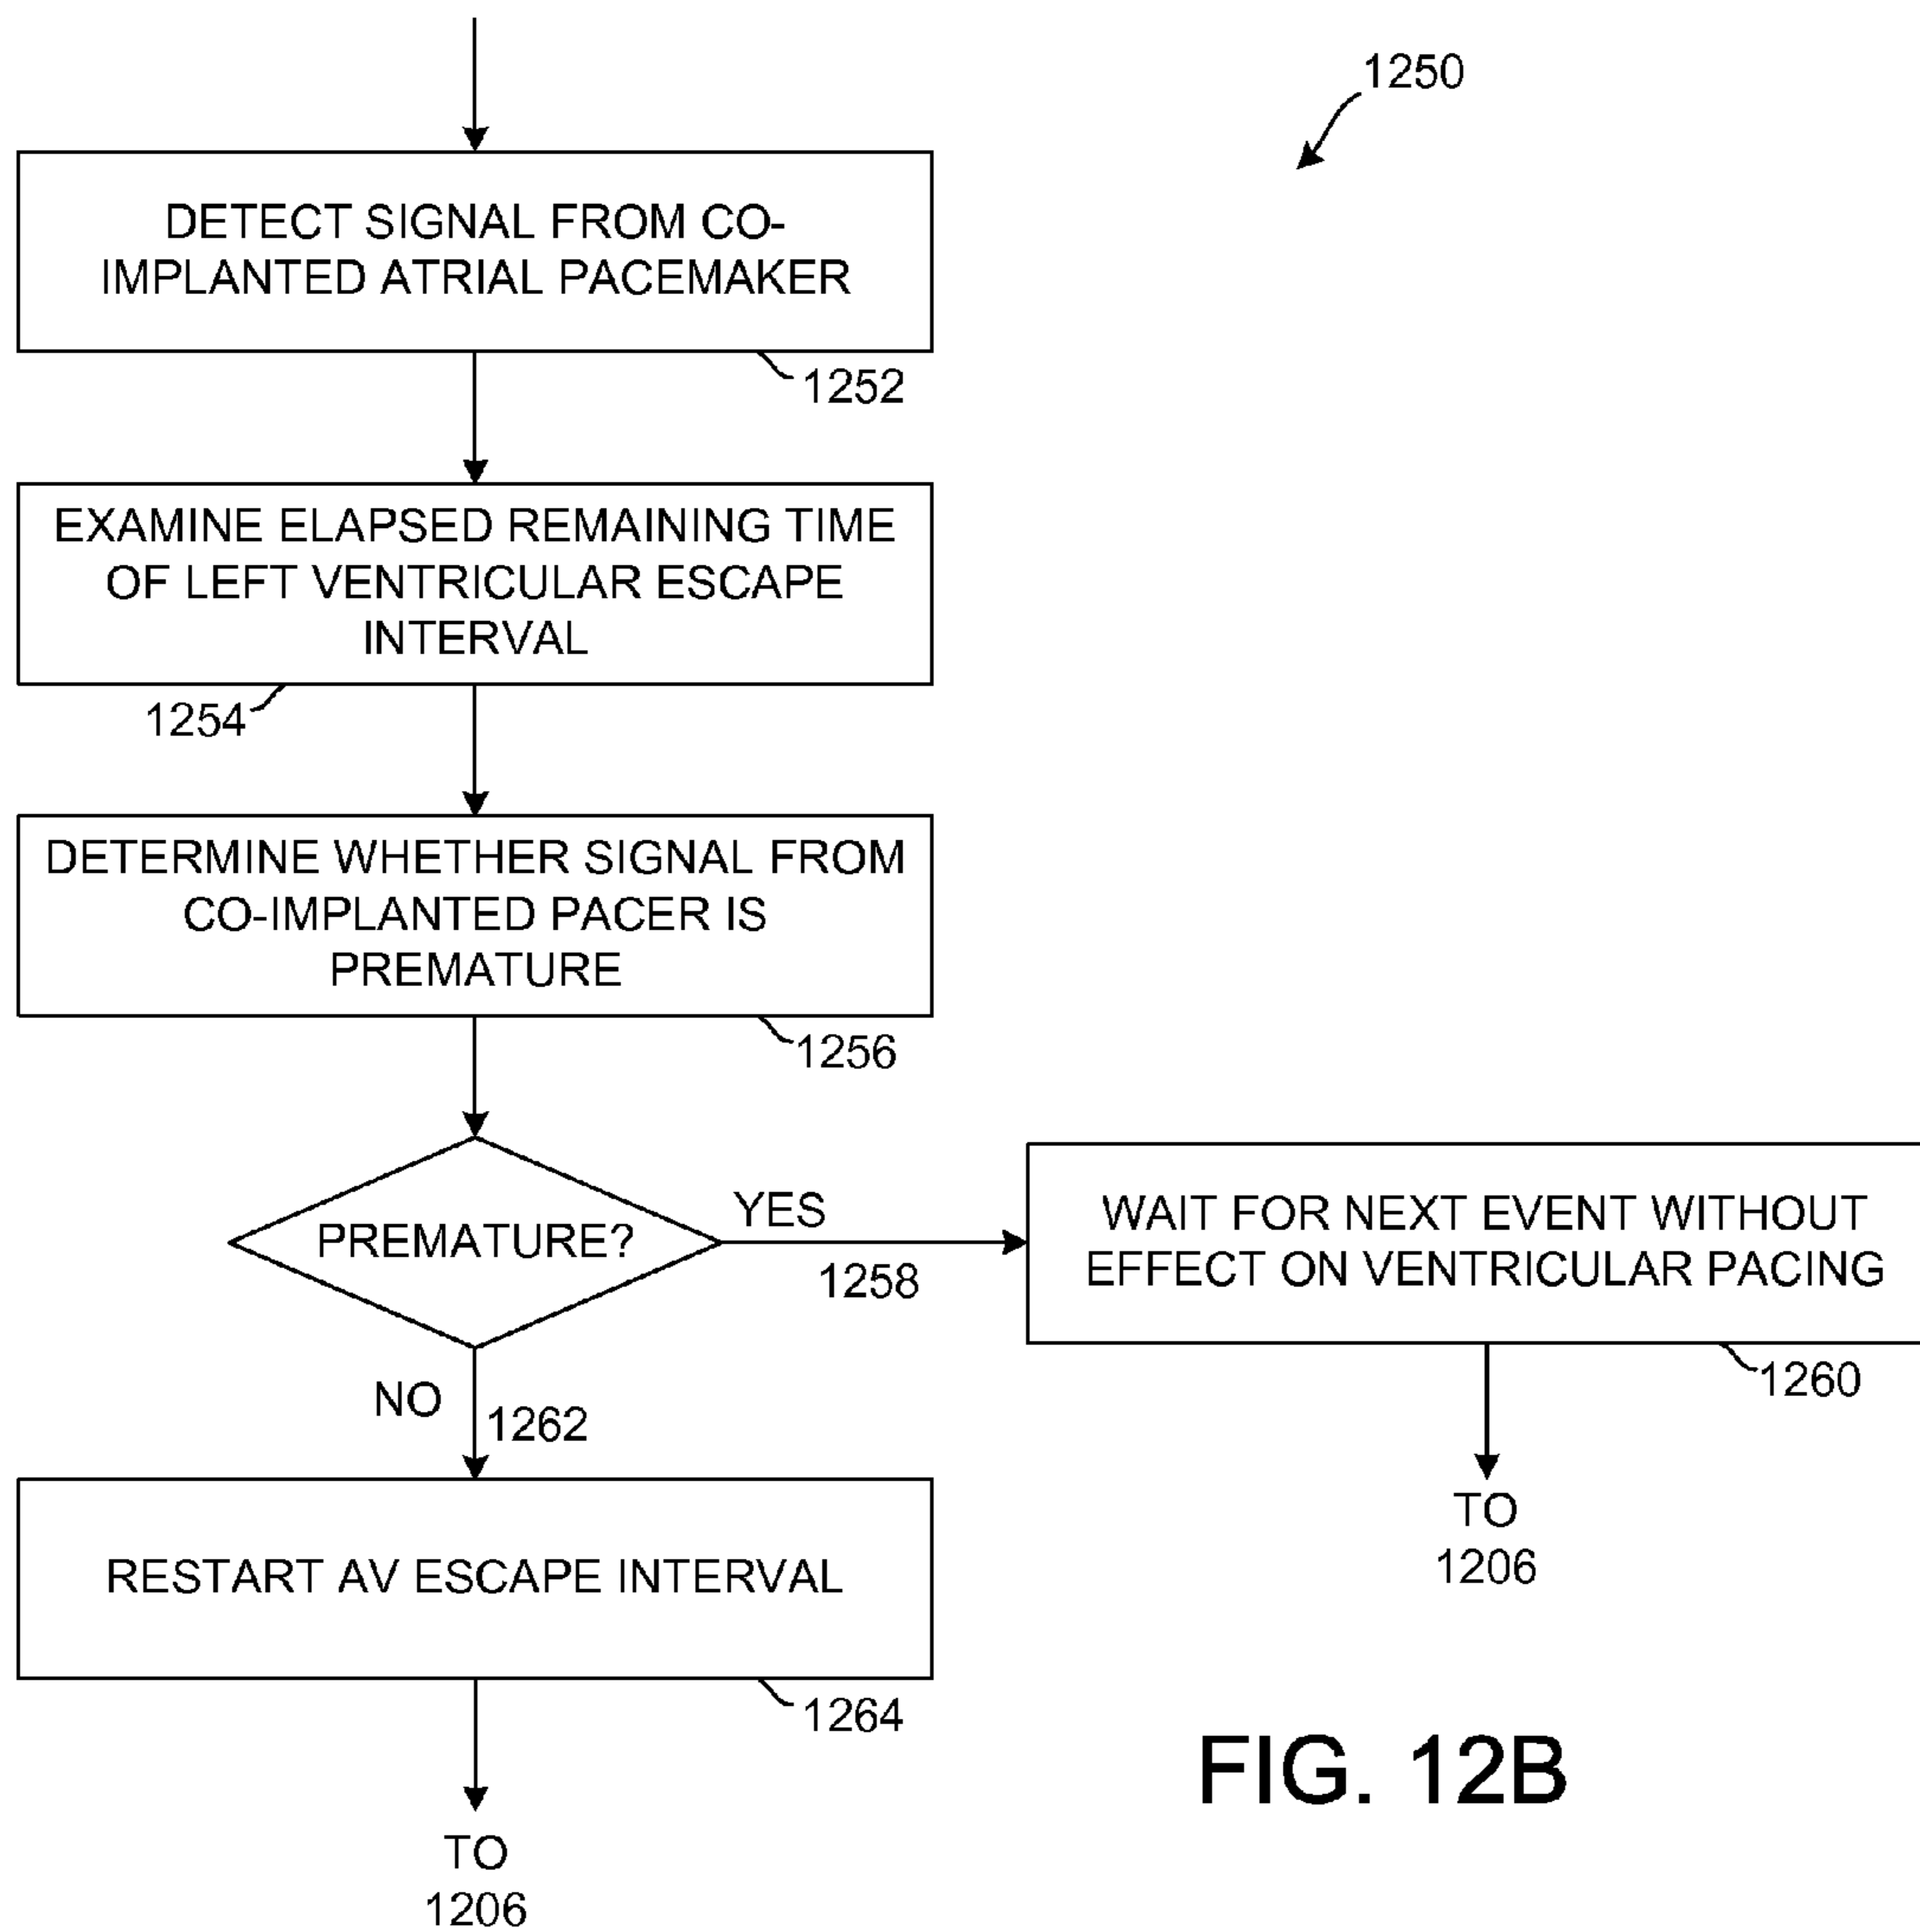 1250
DETECT SIGNAL FROM CO-
IMPLANTED ATRIAL PACEMAKER
1252
EXAMINE ELAPSED REMAINING TIME
OF LEFT VENTRICULAR ESCAPE
INTERVAL
1254
DETERMINE WHETHER SIGNAL FROM
CO-IMPLANTED PACER IS
PREMATURE
1256
PREMATURE?
YES
1258
WAIT FOR NEXT EVENT WITHOUT
EFFECT ON VENTRICULAR PACING
1260
TO
1206
NO
1262
RESTART AV ESCAPE INTERVAL
1264
TO
1206
FIG. 12B